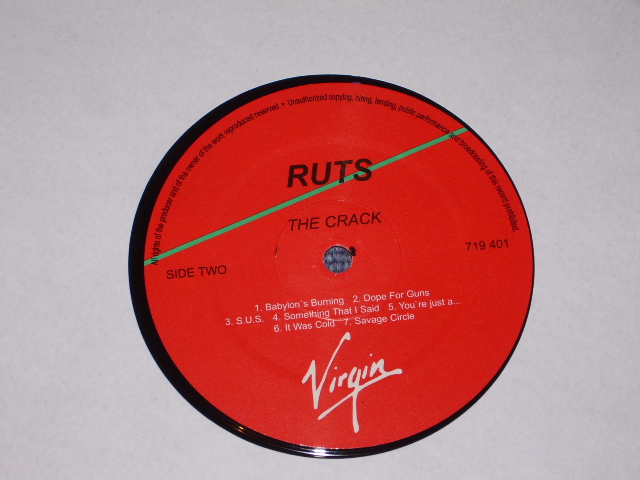 All rights of the producer and of the owner of the work reproduced reserved • Unauthorized copying, hiring, lending, public performance and broadcasting of this record prohibited.
RUTS
THE CRACK
719 401
SIDE TWO
1. Babylon`s Burning 2. Dope For Guns
3. S.U.S. 4. Something That I Said 5. You`re just a...
6. It Was Cold 7. Savage Circle
Virgin